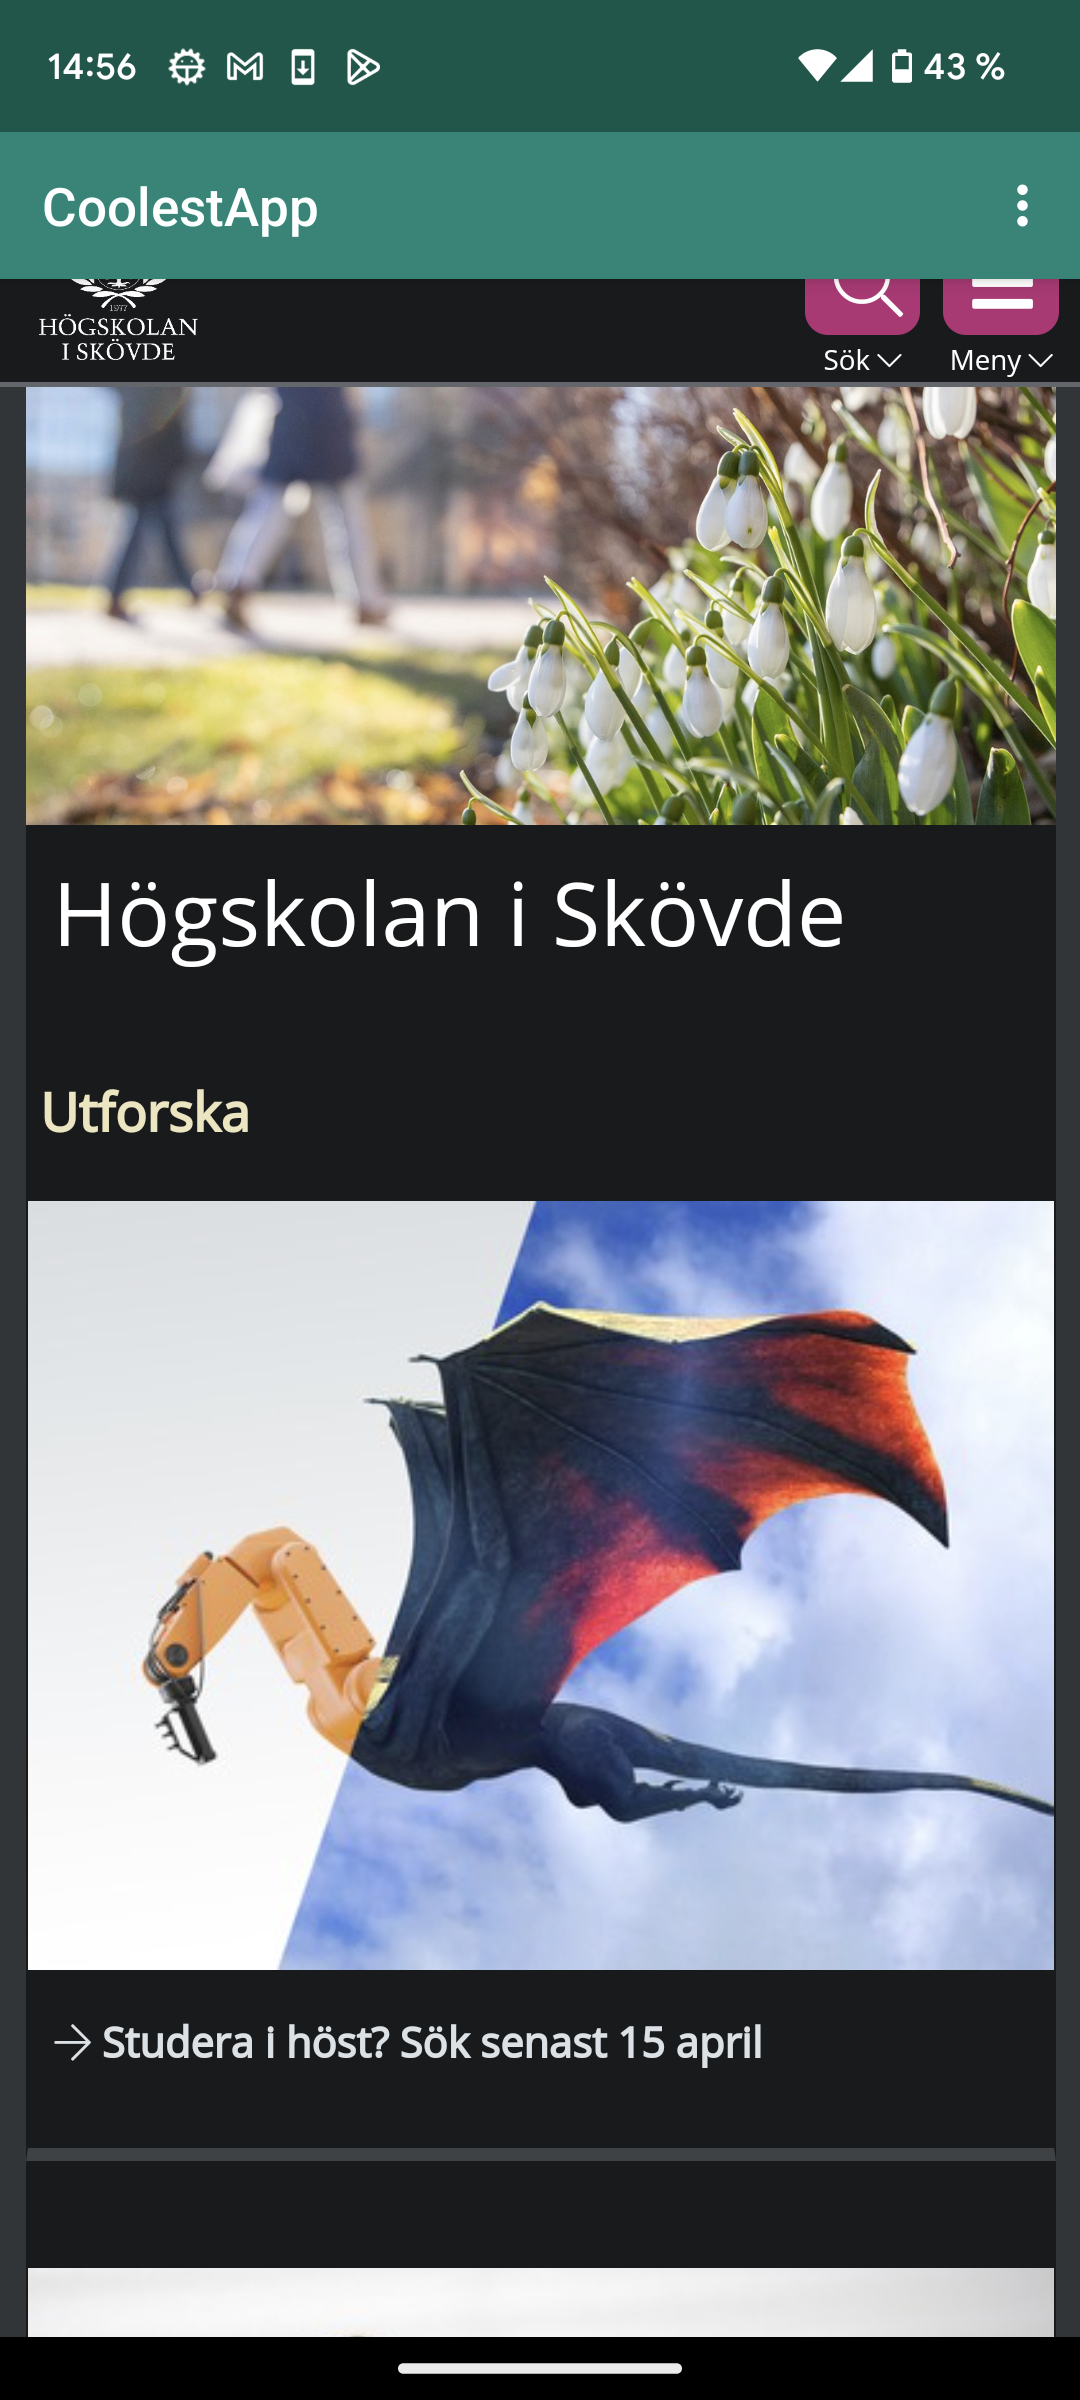 14:56
43 %
CoolestApp
1977
HÖGSKOLAN
I SKÖVDE
Sök
Meny
Högskolan i Skövde
Utforska
Studera i höst? Sök senast 15 april